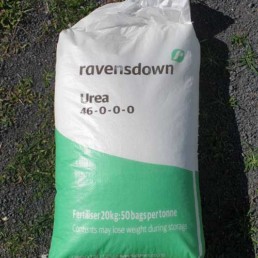 ravensdown
Urea
46-0-0-0
Fertiliser 20kg: 50 bags per tonne
Contents may lose weight during storage